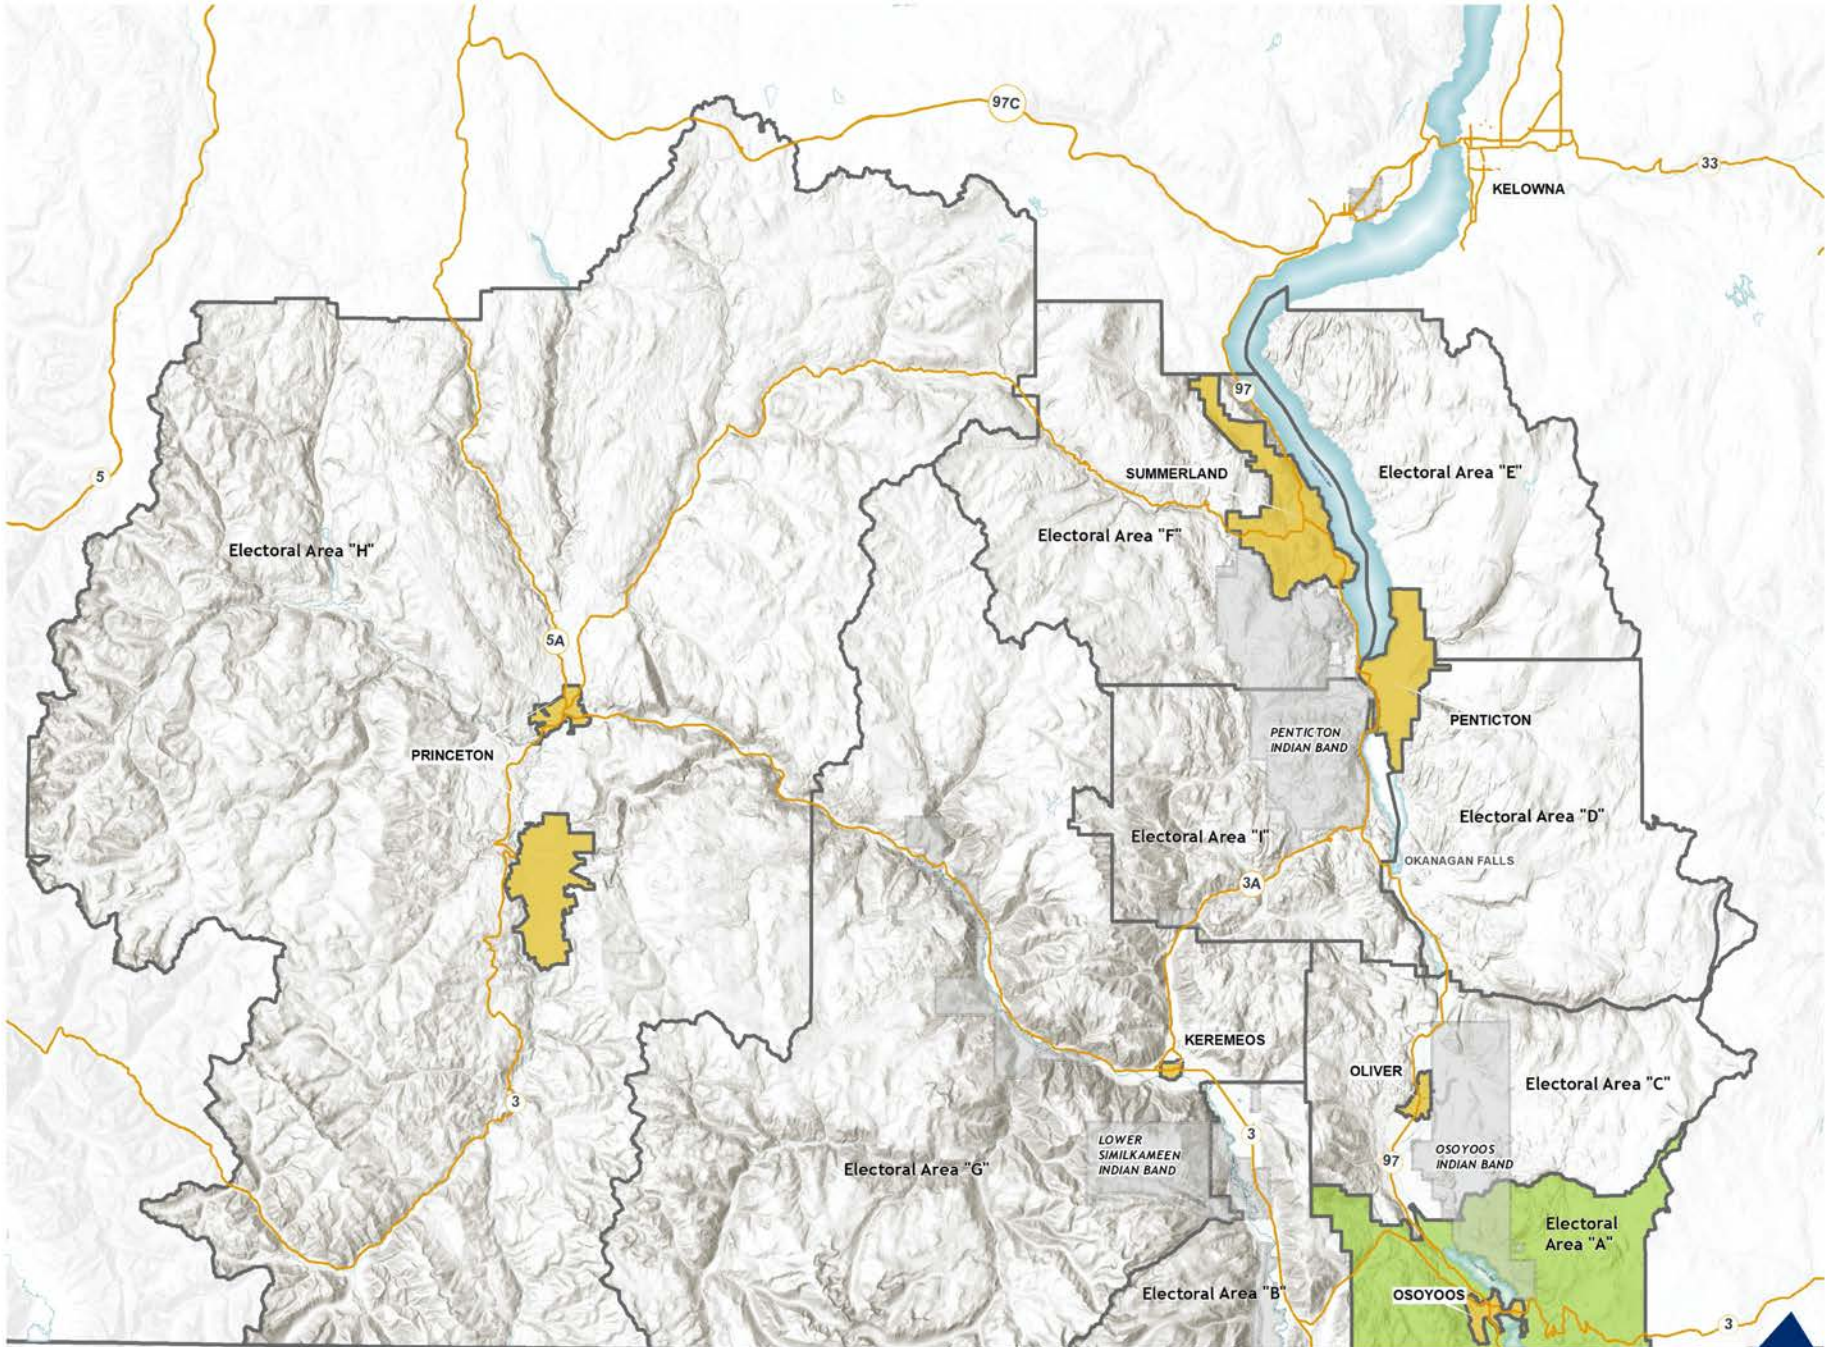 97C
33
KELOWNA
97
5
SUMMERLAND
Electoral Area "E"
Electoral Area "F"
Electoral Area "H"
5A
PENTICTON
PENTICTON
INDIAN BAND
PRINCETON
Electoral Area "D"
Electoral Area "I"
OKANAGAN FALLS
3A
KEREMEOS
OLIVER
Electoral Area "C"
3
3
LOWER
SIMILKAMEEN
INDIAN BAND
OSOYOOS
INDIAN BAND
97
Electoral Area "G"
Electoral
Area "A"
Electoral Area "B"
OSOYOOS
3